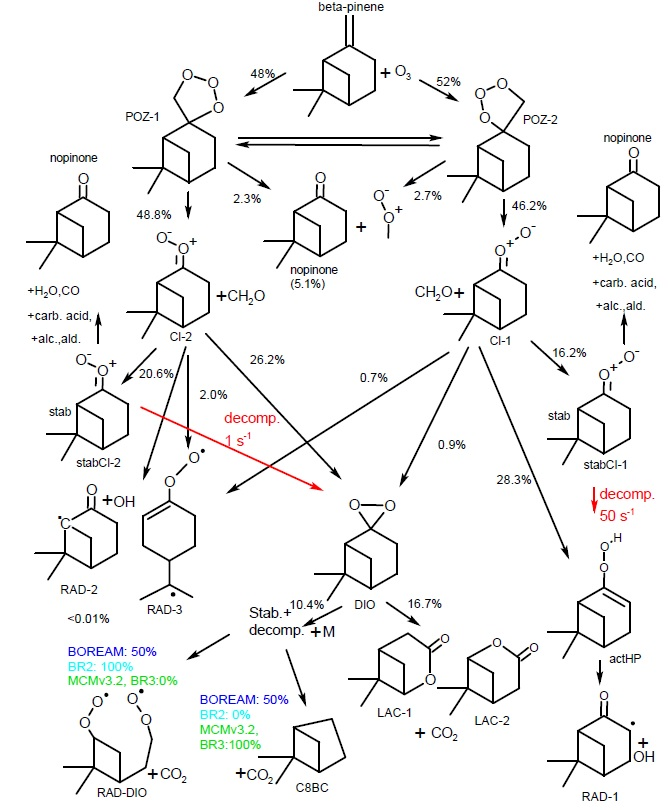 beta-pinene
48%
+ O3
52%
POZ-1
POZ-2
nopinone
nopinone
2.3%
2.7%
48.8%
46.2%
+
nopinone
(5.1%)
+H2O,CO
+carb. acid,
+alc.,ald.
+CH2O
CH2O+
+H2O,CO
+carb. acid,
+alc.,ald.
CI-2
CI-1
20.6%
2.0%
26.2%
0.7%
16.2%
stab
stabCI-2
decomp.
1 s-1
0.9%
28.3%
stab
stabCI-1
decomp.
50 s-1
+OH
RAD-2
RAD-3
<0.01%
DIO
actHP
Stab.+
decomp.
10.4%
+M
16.7%
BOREAM: 50%
BR2: 100%
MCMv3.2, BR3:0%
BOREAM: 50%
BR2: 0%
MCMv3.2,
BR3:100%
LAC-1
LAC-2
+ CO2
+CO2
RAD-DIO
+CO2
C8BC
+
OH
RAD-1